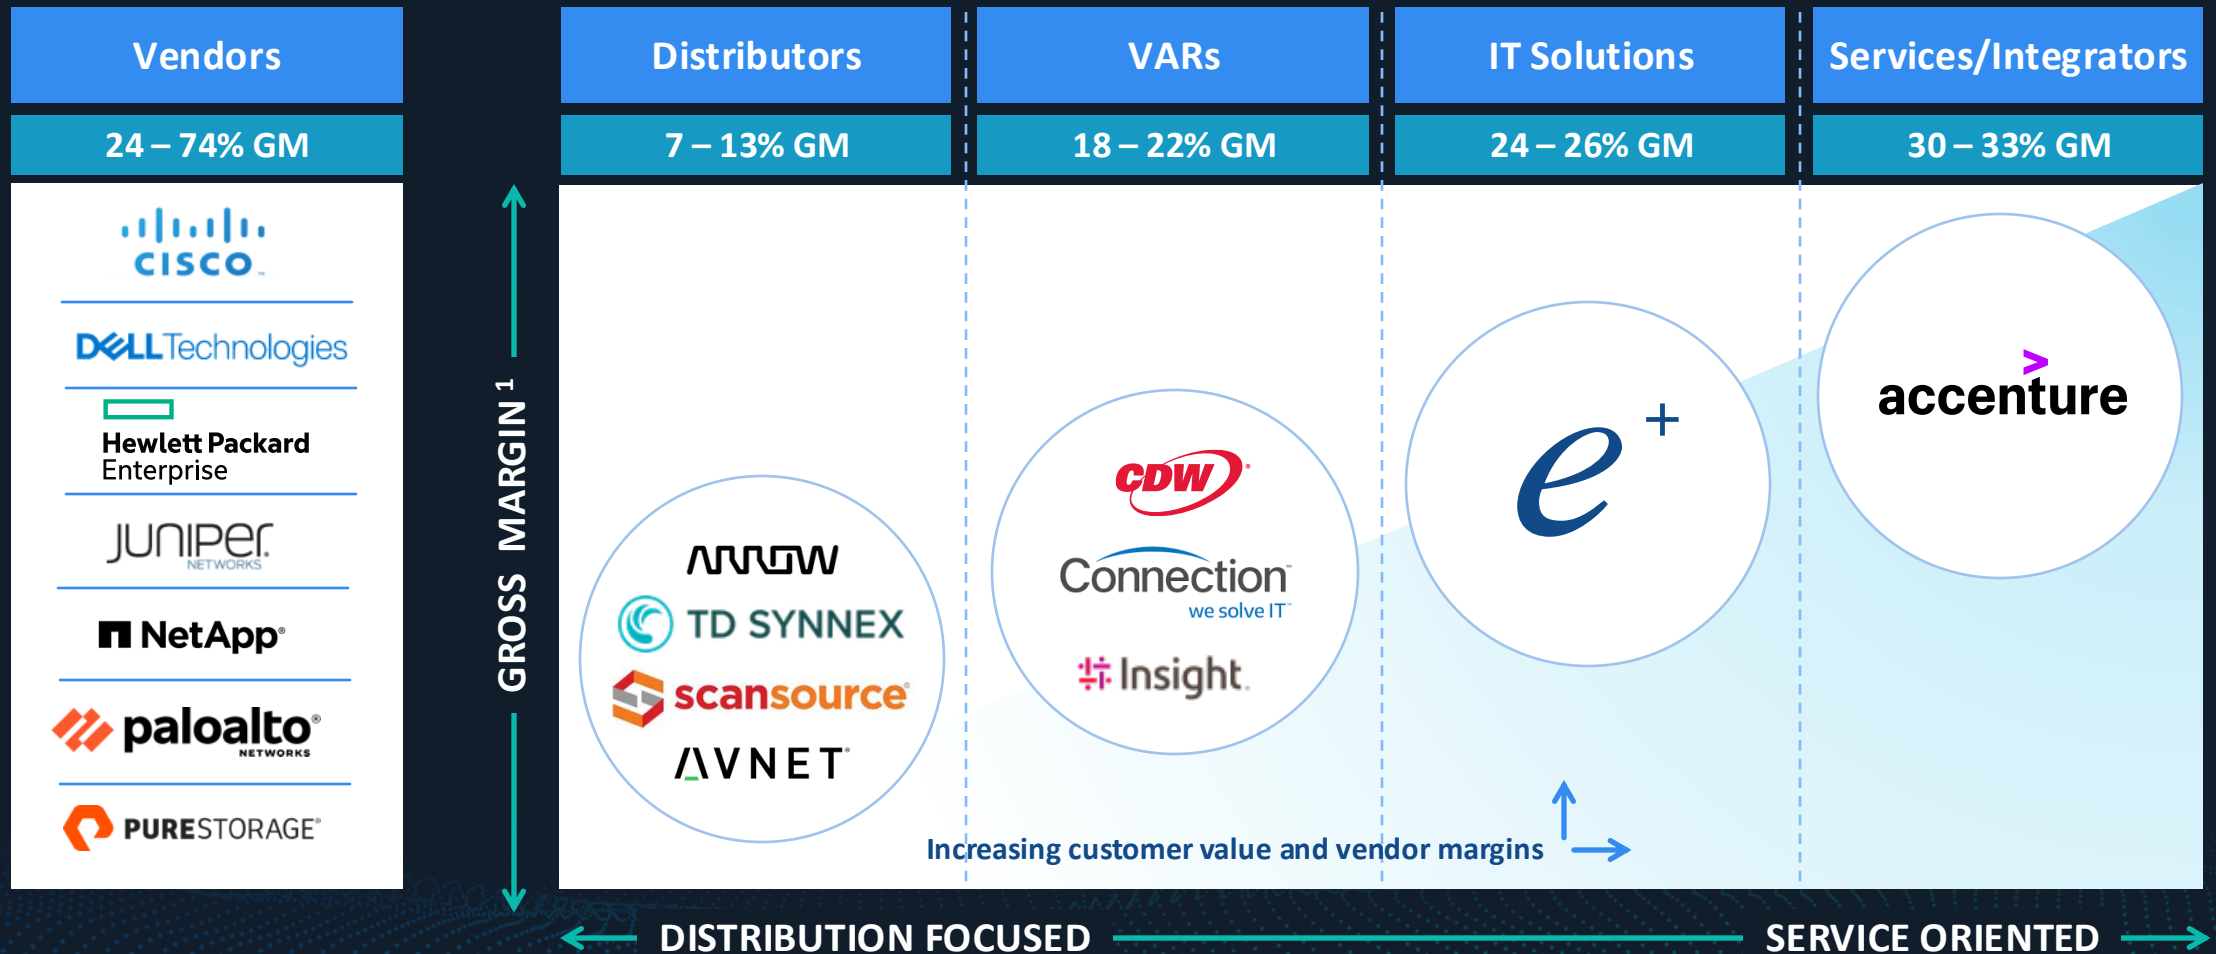 Vendors
24 – 74% GM
CISCO
DELL Technologies
Hewlett Packard
Enterprise
JUNIPER
NETWORKS
NetApp
paloalto
NETWORKS
PURESTORAGE
GROSS MARGIN 1
Distributors
7 – 13% GM
ARROW
TD SYNNEX
scansource
AVNET
VARs
18 – 22% GM
CDW
Connection
we solve IT
Insight
IT Solutions
24 – 26% GM
e+
Services/Integrators
30 – 33% GM
accenture
Increasing customer value and vendor margins
DISTRIBUTION FOCUSED
SERVICE ORIENTED